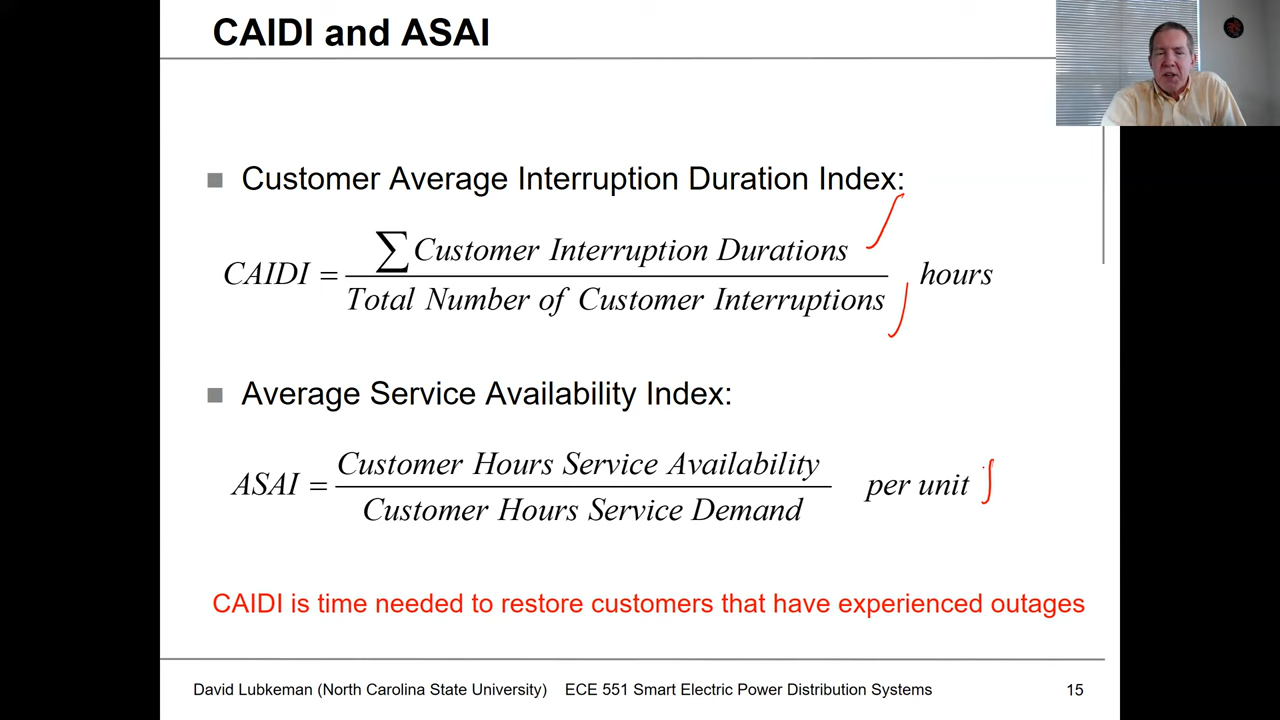 CAIDI and ASAI
Customer Average Interruption Duration Index:
CAIDI = ∑ Customer Interruption Durations / Total Number of Customer Interruptions hours
Average Service Availability Index:
ASAI = Customer Hours Service Availability / Customer Hours Service Demand per unit
CAIDI is time needed to restore customers that have experienced outages
David Lubkeman (North Carolina State University) ECE 551 Smart Electric Power Distribution Systems 15